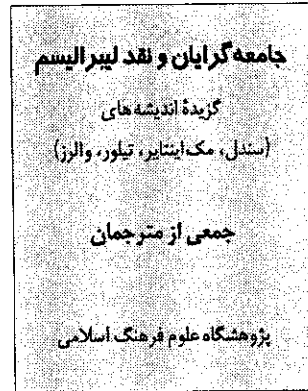 جامعه‌گرایان و نقد لیبرالیسم
گزیدهٔ اندیشه‌های
(سندل، مک‌اینتایر، تیلور، والزر)
جمعی از مترجمان
پژوهشگاه علوم فرهنگ اسلامی